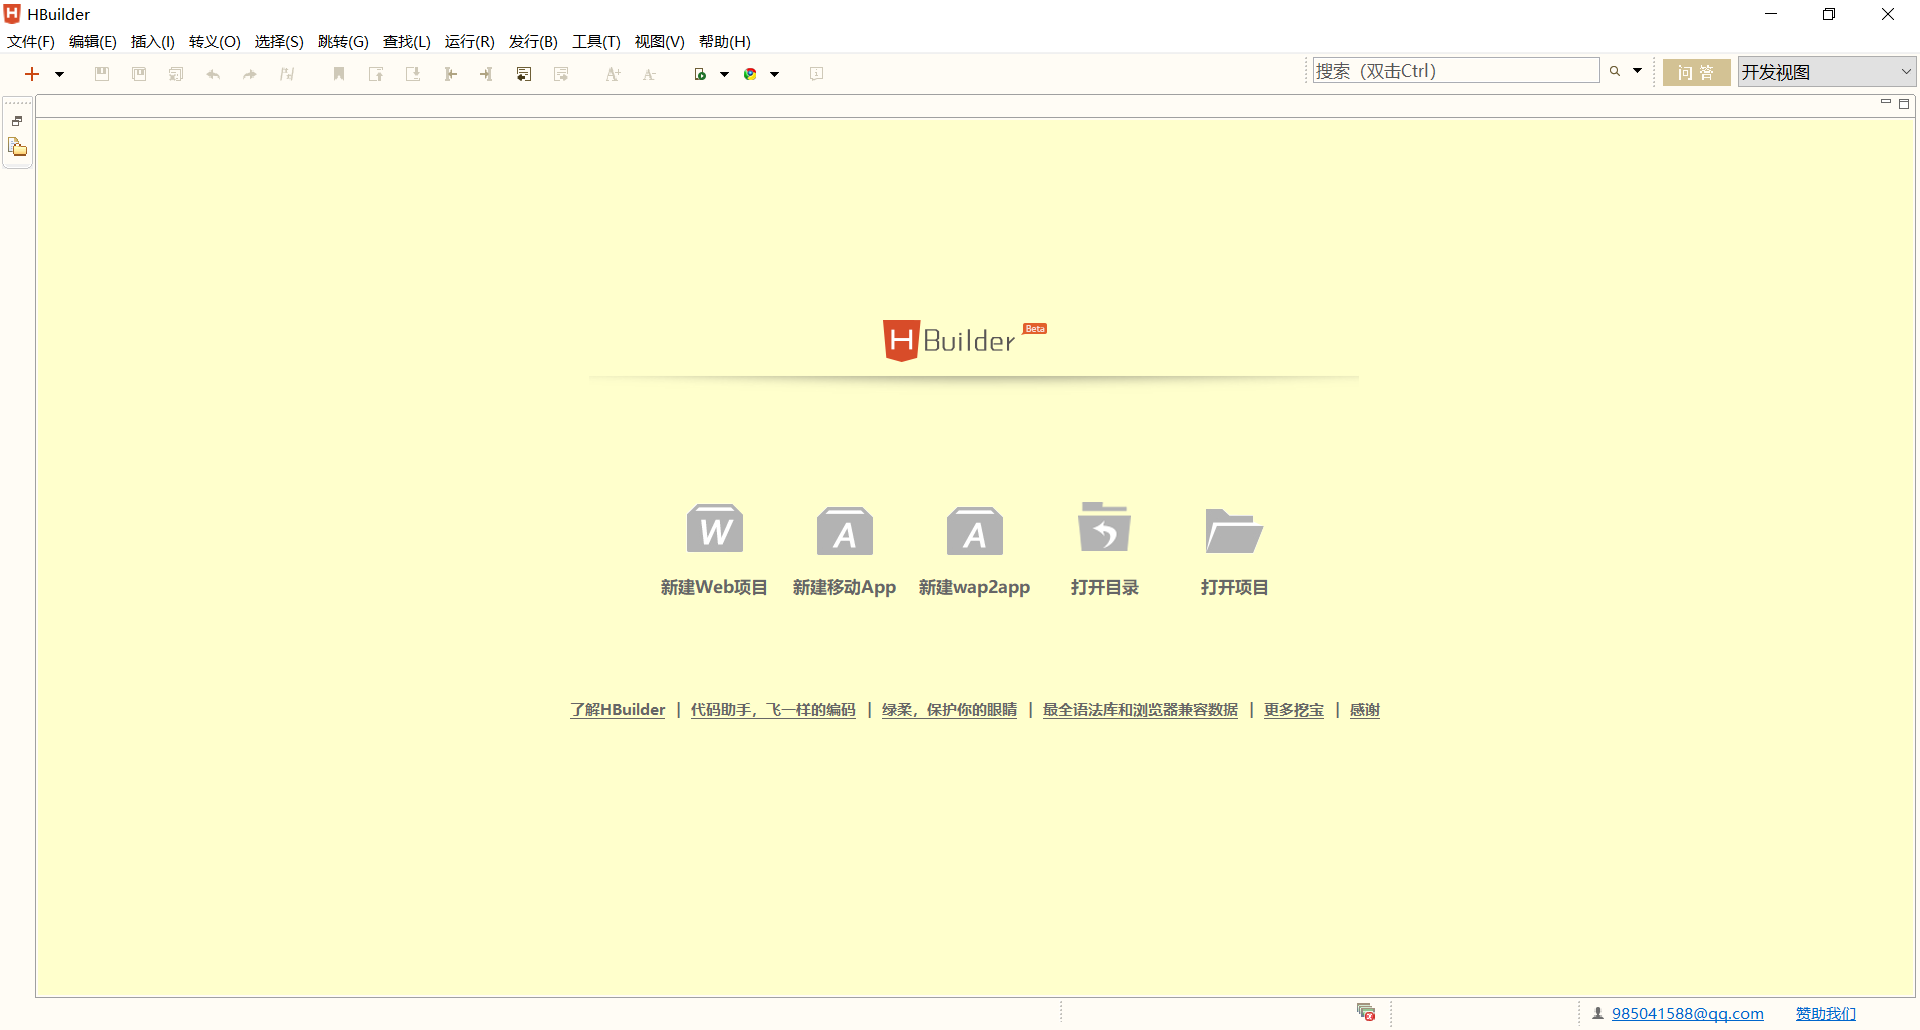 HBuilder
文件(F) 编辑(E) 插入(I) 转义(O) 选择(S) 跳转(G) 查找(L) 运行(R) 发行(B) 工具(T) 视图(V) 帮助(H)
搜索（双击Ctrl） 问 答 开发视图
H Builder Beta
W A A
新建Web项目 新建移动App 新建wap2app 打开目录 打开项目
了解HBuilder | 代码助手，飞一样的编码 | 绿柔，保护你的眼睛 | 最全语法库和浏览器兼容数据 | 更多挖宝 | 感谢
985041588@qq.com 赞助我们